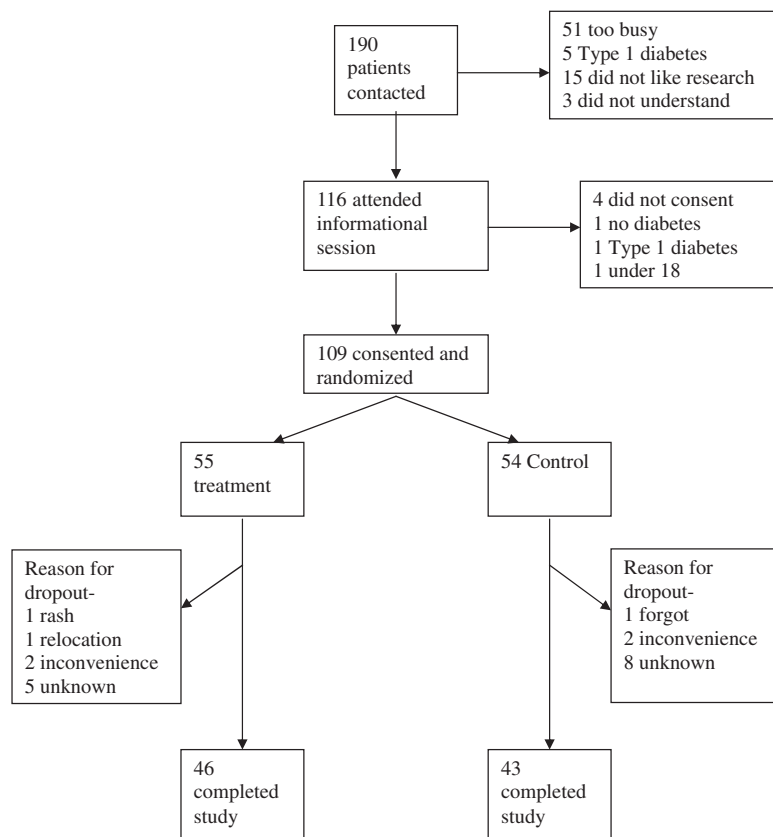 190
patients
contacted
51 too busy
5 Type 1 diabetes
15 did not like research
3 did not understand
116 attended
informational
session
4 did not consent
1 no diabetes
1 Type 1 diabetes
1 under 18
109 consented and
randomized
55
treatment
54 Control
Reason for
dropout-
1 rash
1 relocation
2 inconvenience
5 unknown
Reason for
dropout-
1 forgot
2 inconvenience
8 unknown
46
completed
study
43
completed
study